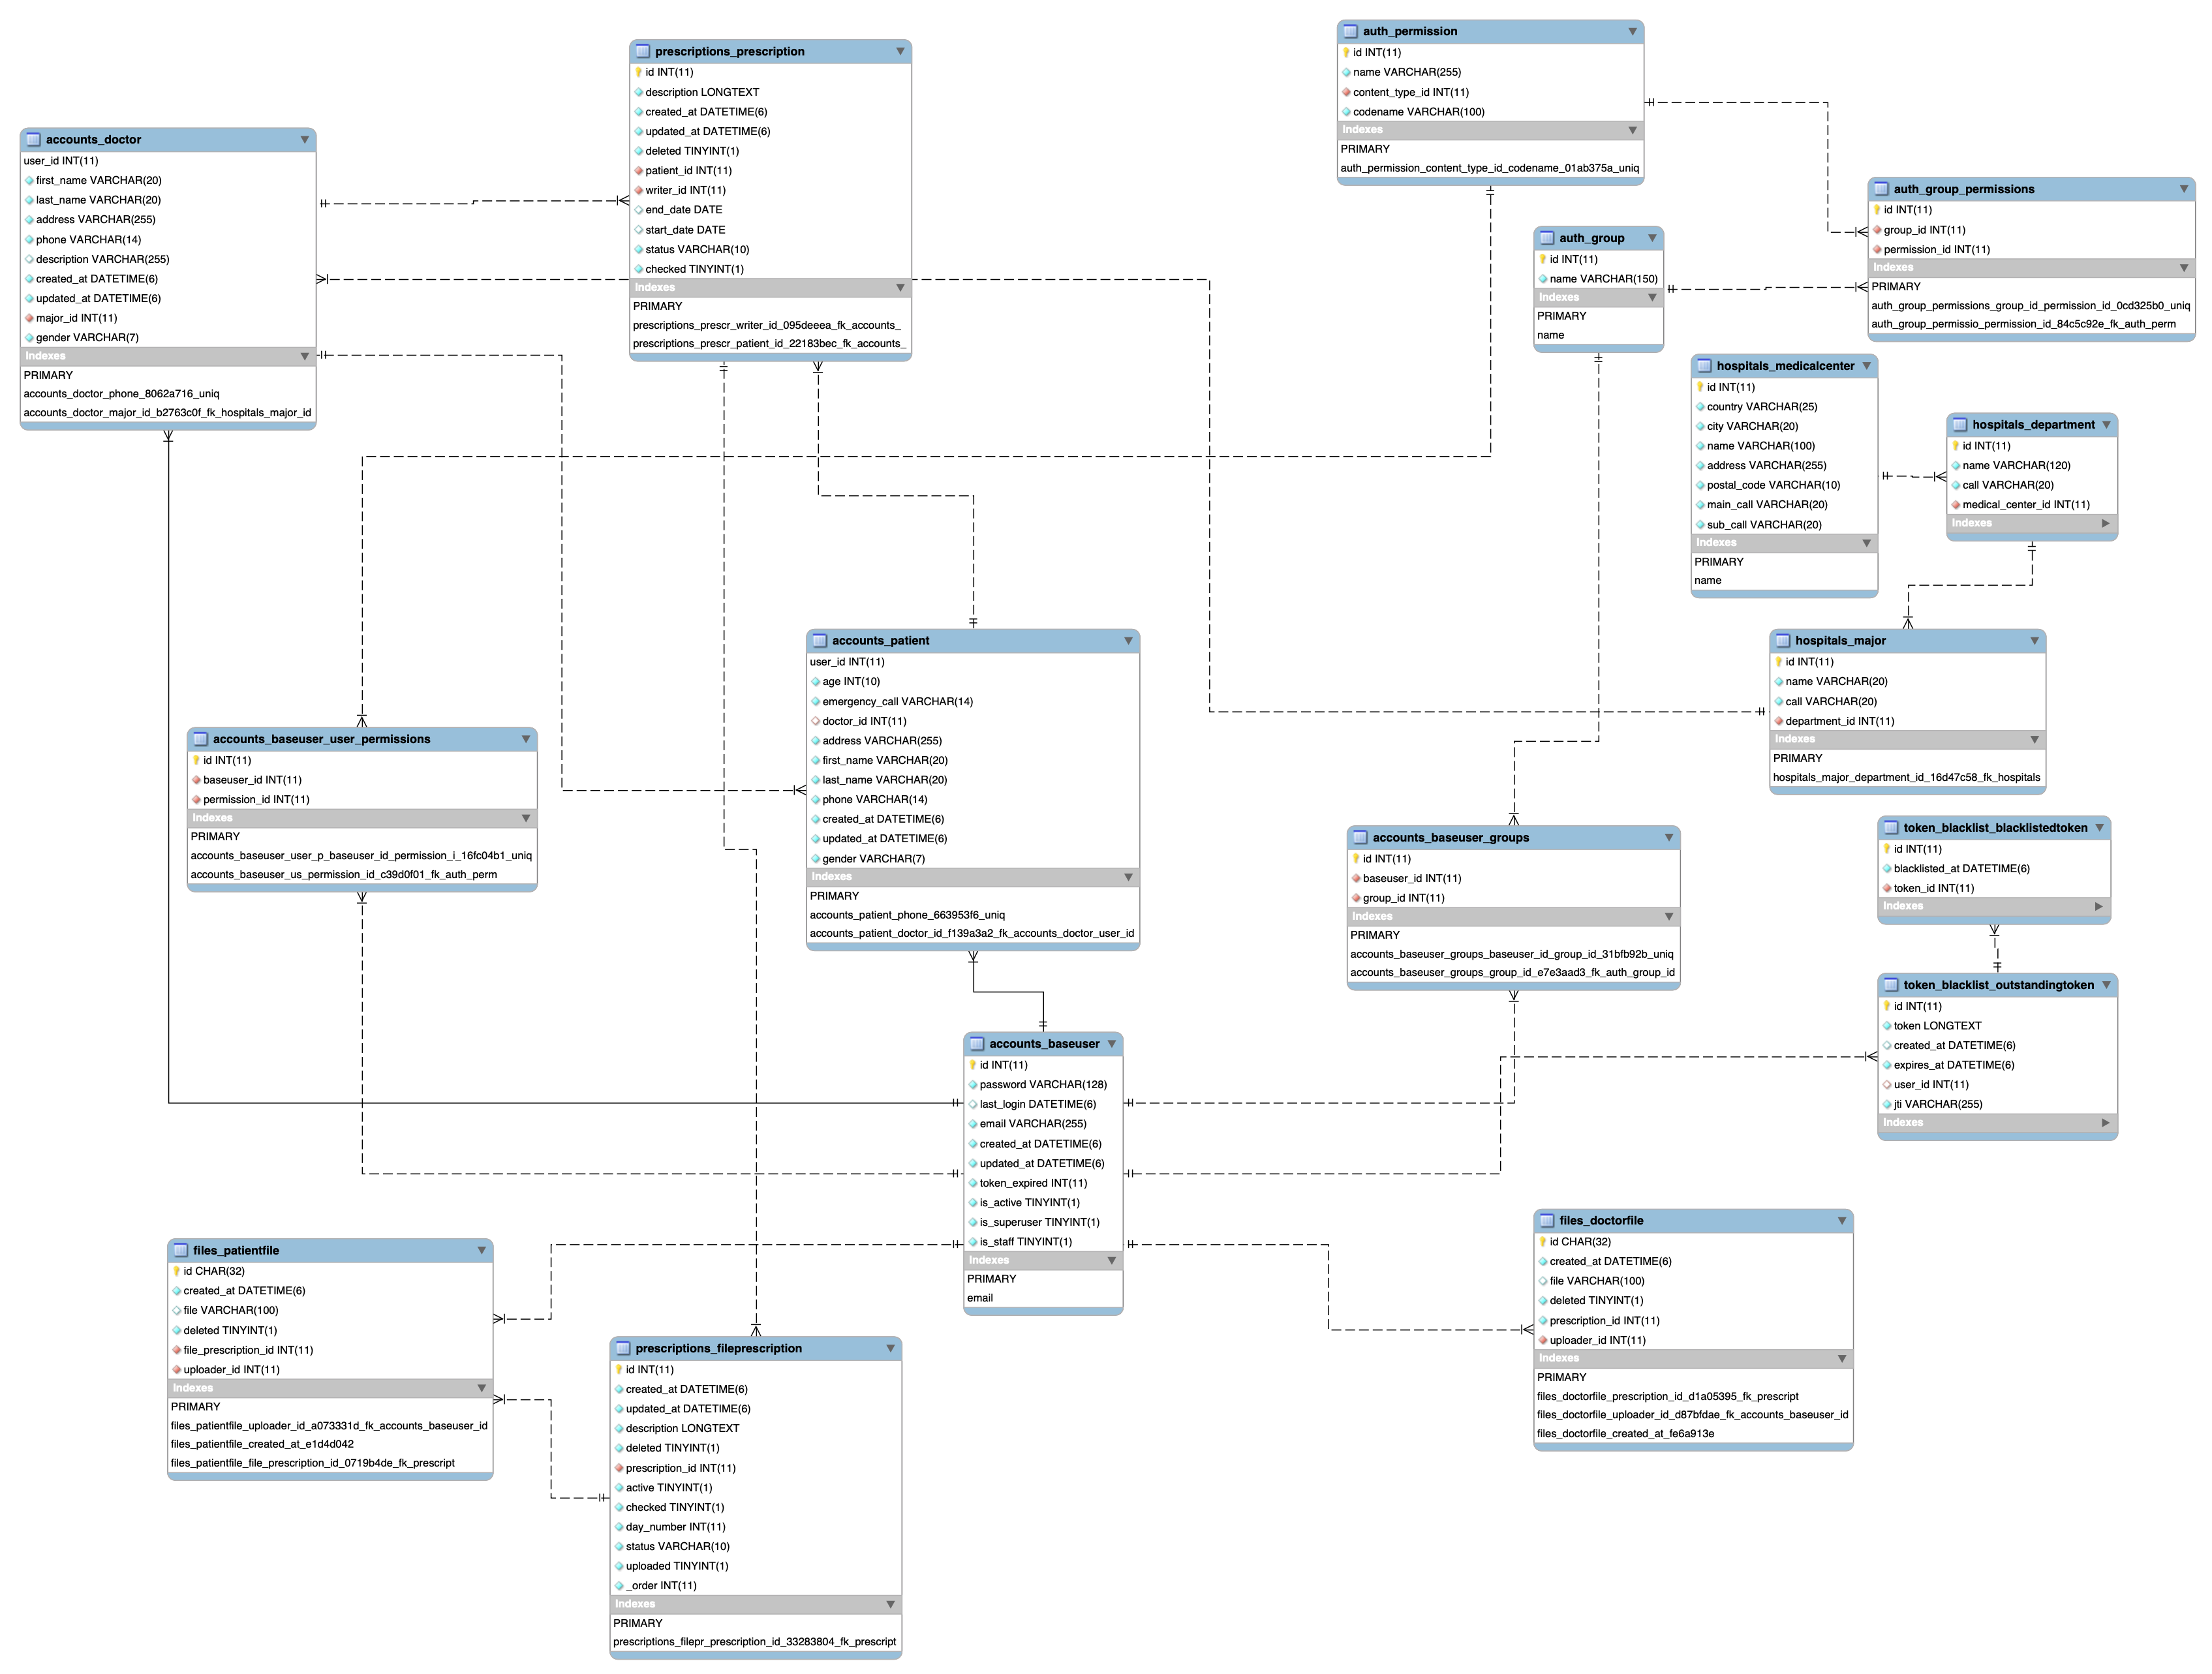 prescriptions_prescription
id INT(11)
description LONGTEXT
created_at DATETIME(6)
updated_at DATETIME(6)
deleted TINYINT(1)
patient_id INT(11)
writer_id INT(11)
end_date DATE
start_date DATE
status VARCHAR(10)
checked TINYINT(1)
Indexes
PRIMARY
prescriptions_prescr_writer_id_095deeea_fk_accounts_
prescriptions_prescr_patient_id_22183bec_fk_accounts_
auth_permission
id INT(11)
name VARCHAR(255)
content_type_id INT(11)
codename VARCHAR(100)
Indexes
PRIMARY
auth_permission_content_type_id_codename_01ab375a_uniq
accounts_doctor
user_id INT(11)
first_name VARCHAR(20)
last_name VARCHAR(20)
address VARCHAR(255)
phone VARCHAR(14)
description VARCHAR(255)
created_at DATETIME(6)
updated_at DATETIME(6)
major_id INT(11)
gender VARCHAR(7)
Indexes
PRIMARY
accounts_doctor_phone_8062a716_uniq
accounts_doctor_major_id_b2763c0f_fk_hospitals_major_id
auth_group_permissions
id INT(11)
group_id INT(11)
permission_id INT(11)
Indexes
PRIMARY
auth_group_permissions_group_id_permission_id_0cd325b0_uniq
auth_group_permissio_permission_id_84c5c92e_fk_auth_perm
auth_group
id INT(11)
name VARCHAR(150)
Indexes
PRIMARY
name
hospitals_medicalcenter
id INT(11)
country VARCHAR(25)
city VARCHAR(20)
name VARCHAR(100)
address VARCHAR(255)
postal_code VARCHAR(10)
main_call VARCHAR(20)
sub_call VARCHAR(20)
Indexes
PRIMARY
name
hospitals_department
id INT(11)
name VARCHAR(120)
call VARCHAR(20)
medical_center_id INT(11)
Indexes
accounts_patient
user_id INT(11)
age INT(10)
emergency_call VARCHAR(14)
doctor_id INT(11)
address VARCHAR(255)
first_name VARCHAR(20)
last_name VARCHAR(20)
phone VARCHAR(14)
created_at DATETIME(6)
updated_at DATETIME(6)
gender VARCHAR(7)
Indexes
PRIMARY
accounts_patient_phone_663953f6_uniq
accounts_patient_doctor_id_f139a3a2_fk_accounts_doctor_user_id
hospitals_major
id INT(11)
name VARCHAR(20)
call VARCHAR(20)
department_id INT(11)
Indexes
PRIMARY
hospitals_major_department_id_16d47c58_fk_hospitals
accounts_baseuser_user_permissions
id INT(11)
baseuser_id INT(11)
permission_id INT(11)
Indexes
PRIMARY
accounts_baseuser_user_p_baseuser_id_permission_i_16fc04b1_uniq
accounts_baseuser_us_permission_id_c39d0f01_fk_auth_perm
accounts_baseuser_groups
id INT(11)
baseuser_id INT(11)
group_id INT(11)
Indexes
PRIMARY
accounts_baseuser_groups_baseuser_id_group_id_31bfb92b_uniq
accounts_baseuser_groups_group_id_e7e3aad3_fk_auth_group_id
token_blacklist_blacklistedtoken
id INT(11)
blacklisted_at DATETIME(6)
token_id INT(11)
Indexes
token_blacklist_outstandingtoken
id INT(11)
token LONGTEXT
created_at DATETIME(6)
expires_at DATETIME(6)
user_id INT(11)
jti VARCHAR(255)
Indexes
accounts_baseuser
id INT(11)
password VARCHAR(128)
last_login DATETIME(6)
email VARCHAR(255)
created_at DATETIME(6)
updated_at DATETIME(6)
token_expired INT(11)
is_active TINYINT(1)
is_superuser TINYINT(1)
is_staff TINYINT(1)
Indexes
PRIMARY
email
files_patientfile
id CHAR(32)
created_at DATETIME(6)
file VARCHAR(100)
deleted TINYINT(1)
file_prescription_id INT(11)
uploader_id INT(11)
Indexes
PRIMARY
files_patientfile_uploader_id_a073331d_fk_accounts_baseuser_id
files_patientfile_created_at_e1d4d042
files_patientfile_file_prescription_id_0719b4de_fk_prescript
files_doctorfile
id CHAR(32)
created_at DATETIME(6)
file VARCHAR(100)
deleted TINYINT(1)
prescription_id INT(11)
uploader_id INT(11)
Indexes
PRIMARY
files_doctorfile_prescription_id_d1a05395_fk_prescript
files_doctorfile_uploader_id_d87bfdae_fk_accounts_baseuser_id
files_doctorfile_created_at_fe6a913e
prescriptions_fileprescription
id INT(11)
created_at DATETIME(6)
updated_at DATETIME(6)
description LONGTEXT
deleted TINYINT(1)
prescription_id INT(11)
active TINYINT(1)
checked TINYINT(1)
day_number INT(11)
status VARCHAR(10)
uploaded TINYINT(1)
_order INT(11)
Indexes
PRIMARY
prescriptions_filepr_prescription_id_33283804_fk_prescript